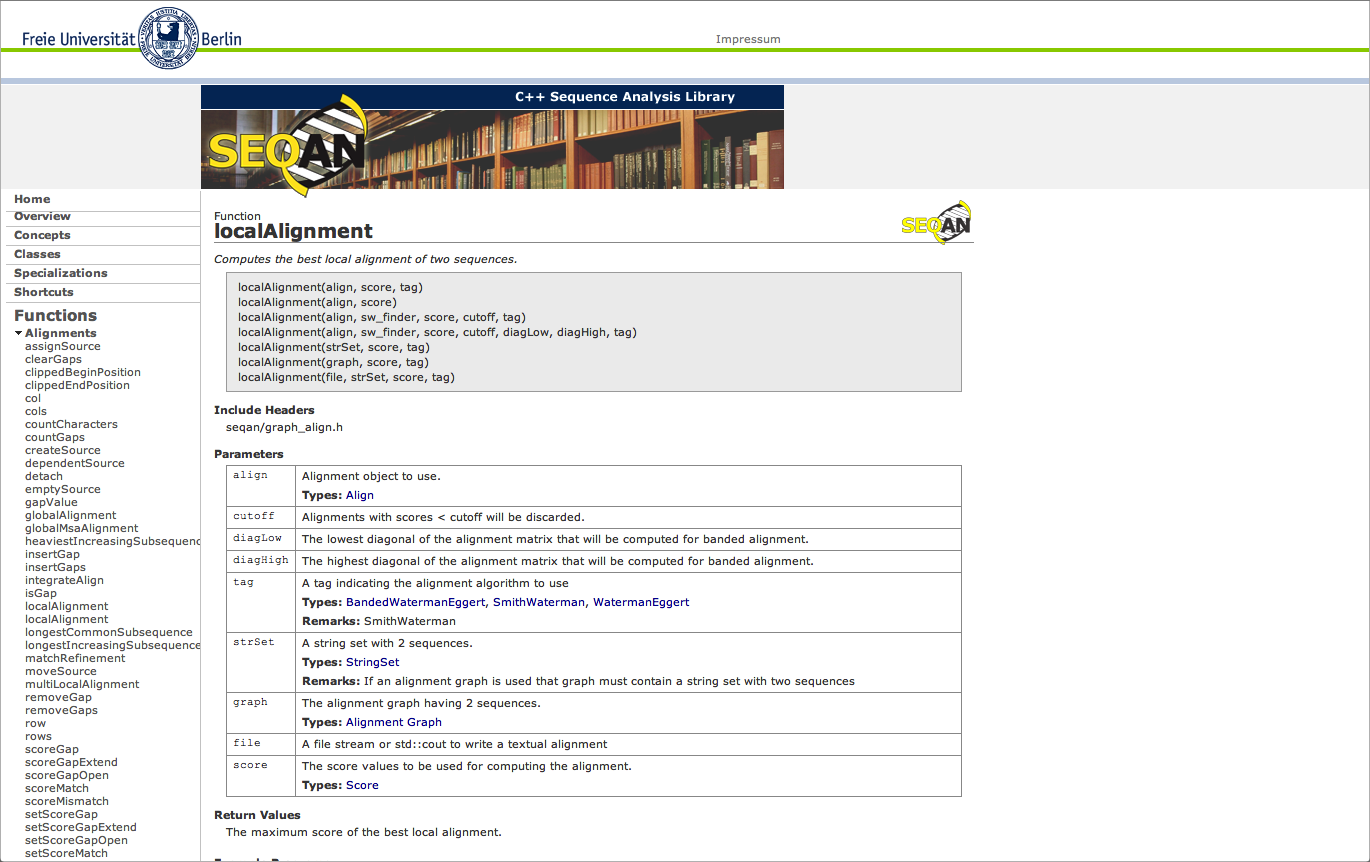 Freie Universität Berlin
Impressum
C++ Sequence Analysis Library
SEQAN
Home
Overview
Concepts
Classes
Specializations
Shortcuts
Functions
Alignments
assignSource
clearGaps
clippedBeginPosition
clippedEndPosition
col
cols
countCharacters
countGaps
createSource
dependentSource
detach
emptySource
gapValue
globalAlignment
globalMsaAlignment
heaviestIncreasingSubsequenc
insertGap
insertGaps
integrateAlign
isGap
localAlignment
localAlignment
longestCommonSubsequence
longestIncreasingSubsequence
matchRefinement
moveSource
multiLocalAlignment
removeGap
removeGaps
row
rows
scoreGap
scoreGapExtend
scoreGapOpen
scoreMatch
scoreMismatch
setScoreGap
setScoreGapExtend
setScoreGapOpen
setScoreMatch
Function
localAlignment
SEQAN
Computes the best local alignment of two sequences.
localAlignment(align, score, tag)
localAlignment(align, score)
localAlignment(align, sw_finder, score, cutoff, tag)
localAlignment(align, sw_finder, score, cutoff, diagLow, diagHigh, tag)
localAlignment(strSet, score, tag)
localAlignment(graph, score, tag)
localAlignment(file, strSet, score, tag)
Include Headers
seqan/graph_align.h
Parameters
align Alignment object to use.
Types: Align
cutoff Alignments with scores < cutoff will be discarded.
diagLow The lowest diagonal of the alignment matrix that will be computed for banded alignment.
diagHigh The highest diagonal of the alignment matrix that will be computed for banded alignment.
tag A tag indicating the alignment algorithm to use
Types: BandedWatermanEggert, SmithWaterman, WatermanEggert
Remarks: SmithWaterman
strSet A string set with 2 sequences.
Types: StringSet
Remarks: If an alignment graph is used that graph must contain a string set with two sequences
graph The alignment graph having 2 sequences.
Types: Alignment Graph
file A file stream or std::cout to write a textual alignment
score The score values to be used for computing the alignment.
Types: Score
Return Values
The maximum score of the best local alignment.